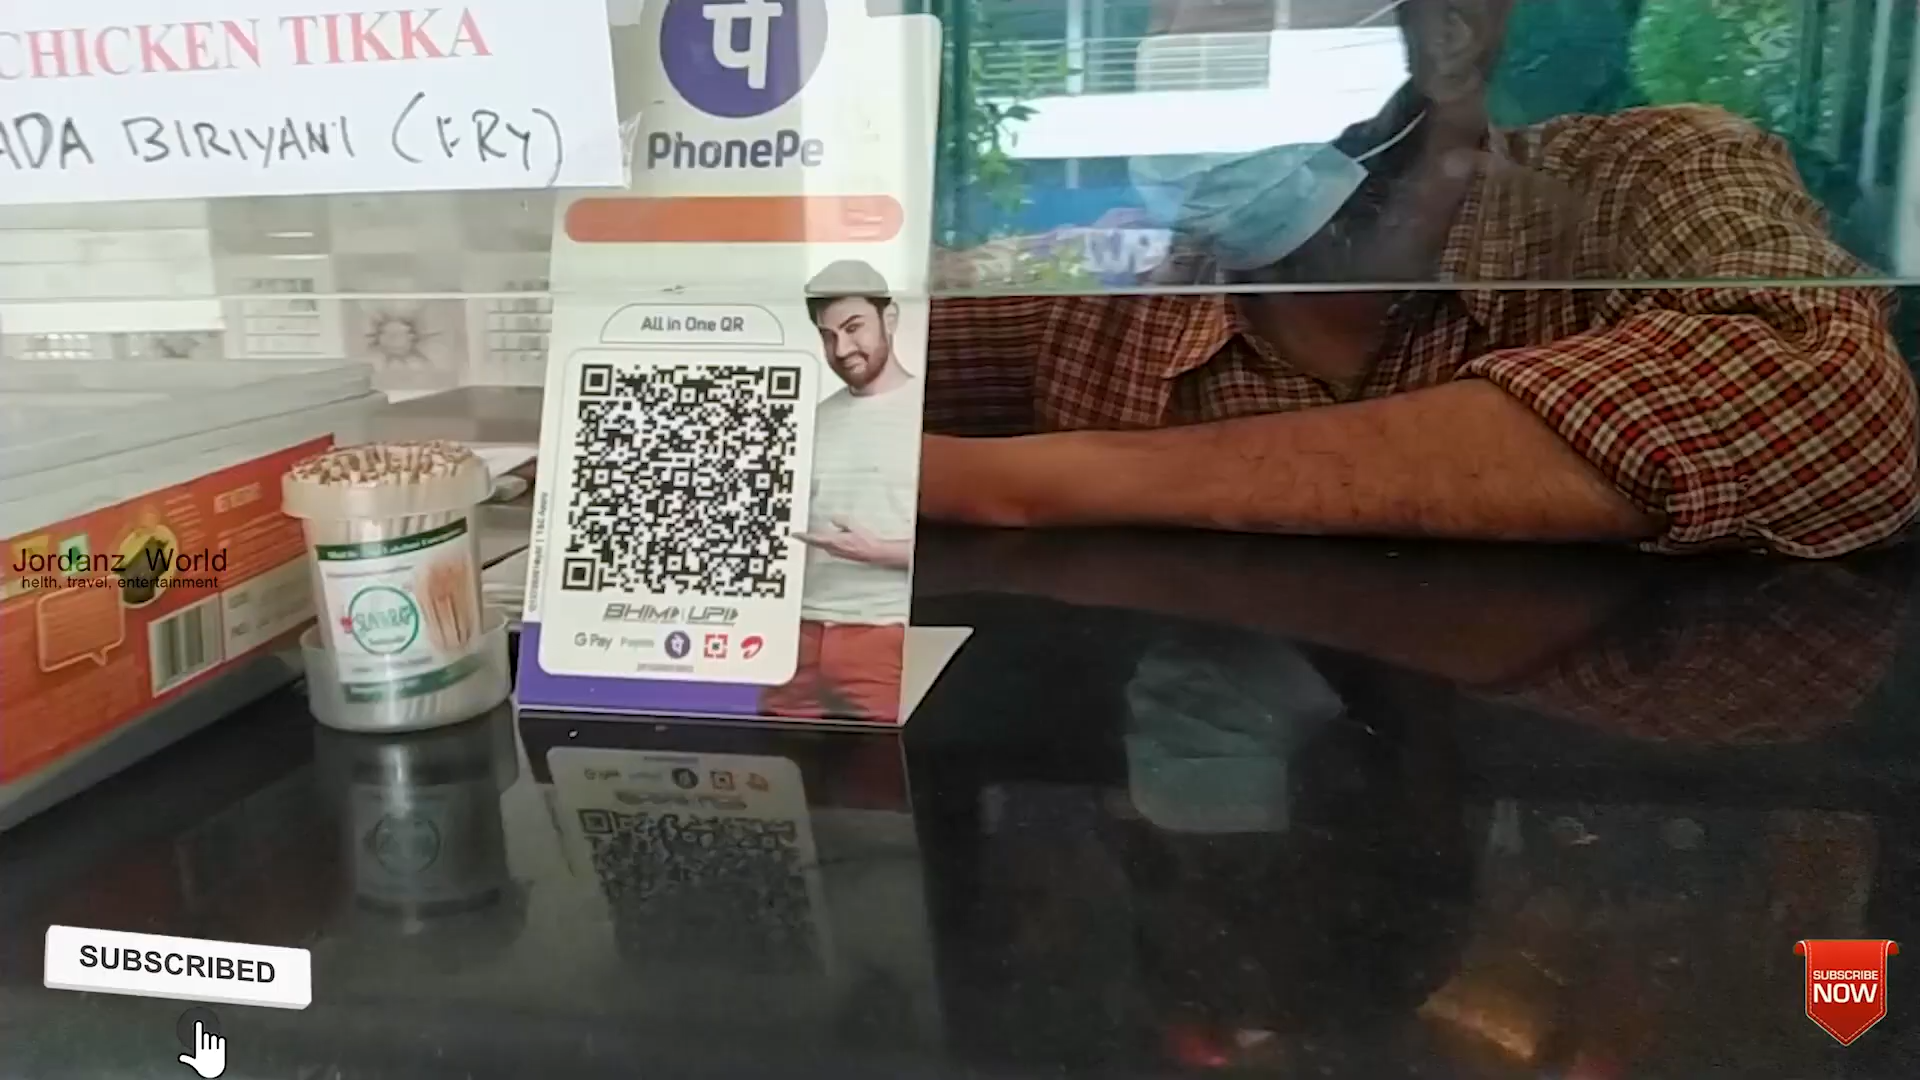 CHICKEN TIKKA
ADA BIRIYANI (FRY)
पे
PhonePe
All in One QR
BHIM UPI
G Pay Paytm पे
Jordanz World
helth, travel, entertainment
SUBSCRIBED
SUBSCRIBE
NOW